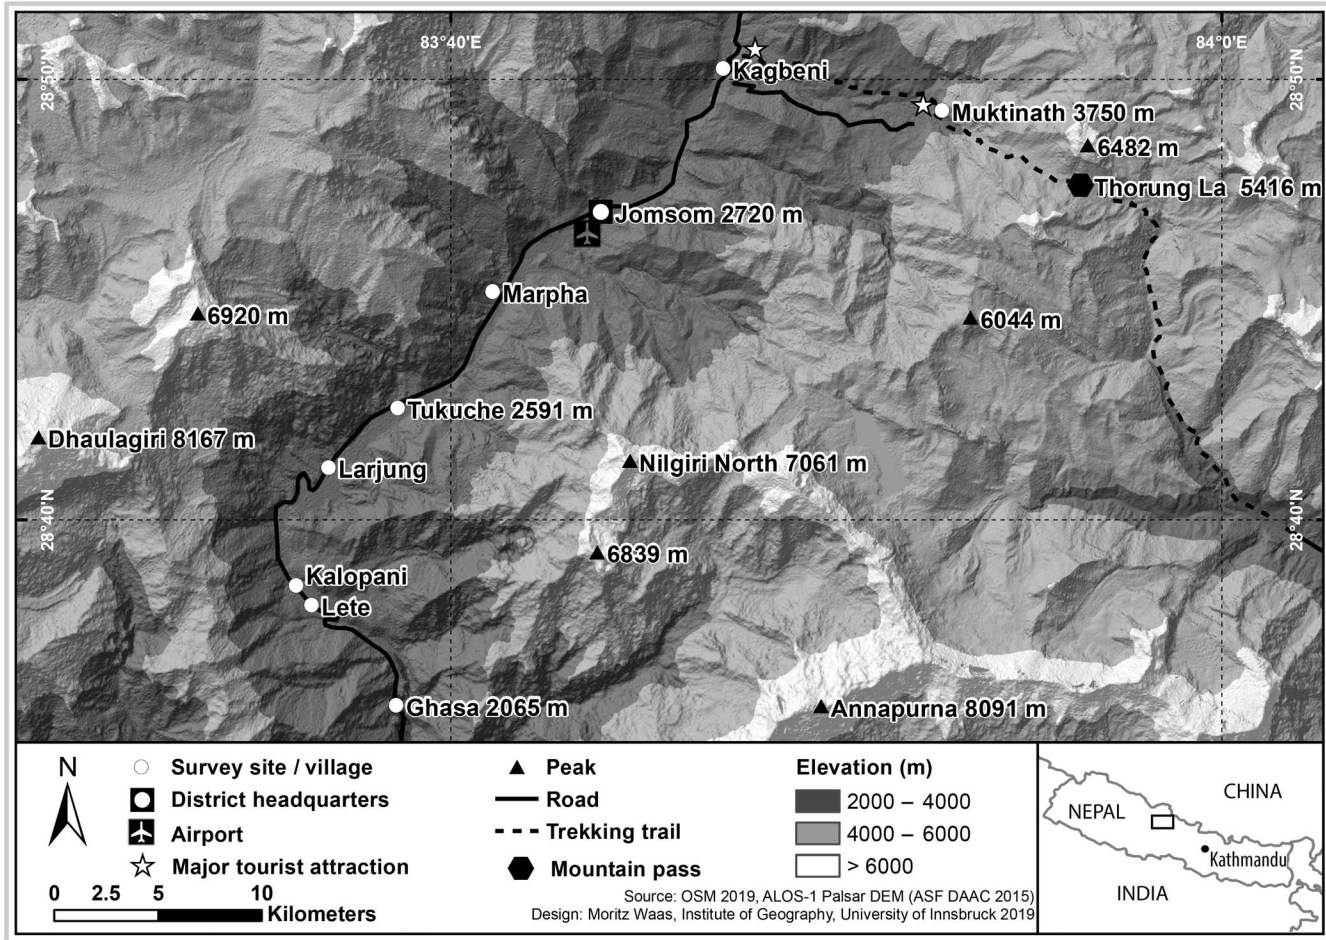 83°40'E
84°0'E
28°50'N
28°50'N
Kagbeni
Muktinath 3750 m
6482 m
Thorung La 5416 m
Jomsom 2720 m
Marpha
6920 m
6044 m
Tukuche 2591 m
Dhaulagiri 8167 m
Larjung
Nilgiri North 7061 m
28°40'N
28°40'N
6839 m
Kalopani
Lete
Ghasa 2065 m
Annapurna 8091 m
N
Survey site / village
District headquarters
Airport
Major tourist attraction
0 2.5 5 10
Kilometers
Peak
Road
Trekking trail
Mountain pass
Elevation (m)
2000 – 4000
4000 – 6000
> 6000
Source: OSM 2019, ALOS-1 Palsar DEM (ASF DAAC 2015)
Design: Moritz Waas, Institute of Geography, University of Innsbruck 2019
CHINA
NEPAL
Kathmandu
INDIA